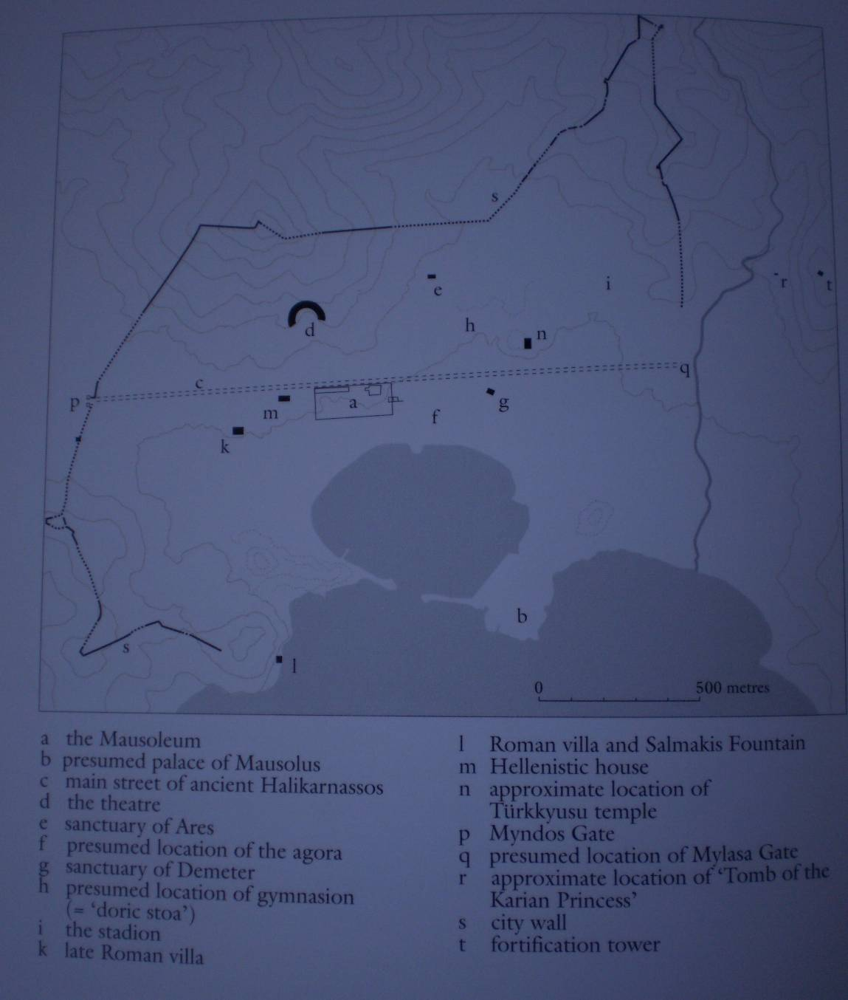 s
e
i
r
t
d
h
n
c
q
p
m
a
f
g
k
b
s
l
0
500 metres
a the Mausoleum
b presumed palace of Mausolus
c main street of ancient Halikarnassos
d the theatre
e sanctuary of Ares
f presumed location of the agora
g sanctuary of Demeter
h presumed location of gymnasion
(= ‘doric stoa’)
i the stadion
k late Roman villa
l Roman villa and Salmakis Fountain
m Hellenistic house
n approximate location of
Türkkyusu temple
p Myndos Gate
q presumed location of Mylasa Gate
r approximate location of ‘Tomb of the
Karian Princess’
s city wall
t fortification tower